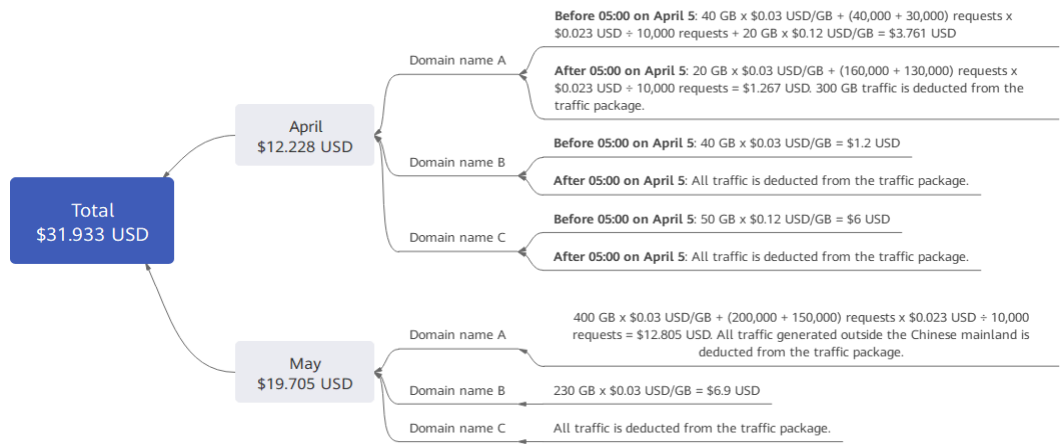 Total
$31.933 USD
April
$12.228 USD
Domain name A
Before 05:00 on April 5: 40 GB x $0.03 USD/GB + (40,000 + 30,000) requests x
$0.023 USD ÷ 10,000 requests + 20 GB x $0.12 USD/GB = $3.761 USD
After 05:00 on April 5: 20 GB x $0.03 USD/GB + (160,000 + 130,000) requests x
$0.023 USD ÷ 10,000 requests = $1.267 USD. 300 GB traffic is deducted from the
traffic package.
Domain name B
Before 05:00 on April 5: 40 GB x $0.03 USD/GB = $1.2 USD
After 05:00 on April 5: All traffic is deducted from the traffic package.
Domain name C
Before 05:00 on April 5: 50 GB x $0.12 USD/GB = $6 USD
After 05:00 on April 5: All traffic is deducted from the traffic package.
May
$19.705 USD
Domain name A
400 GB x $0.03 USD/GB + (200,000 + 150,000) requests x $0.023 USD ÷ 10,000
requests = $12.805 USD. All traffic generated outside the Chinese mainland is
deducted from the traffic package.
Domain name B
230 GB x $0.03 USD/GB = $6.9 USD
Domain name C
All traffic is deducted from the traffic package.